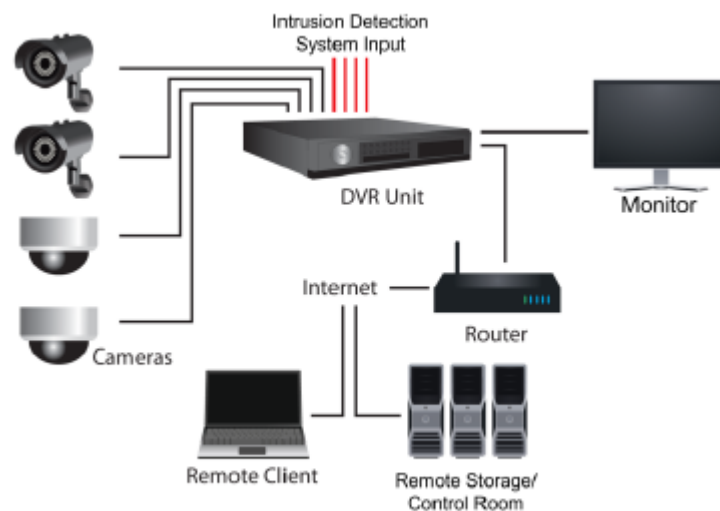 Intrusion Detection
System Input
DVR Unit
Monitor
Internet
Router
Cameras
Remote Client
Remote Storage/
Control Room